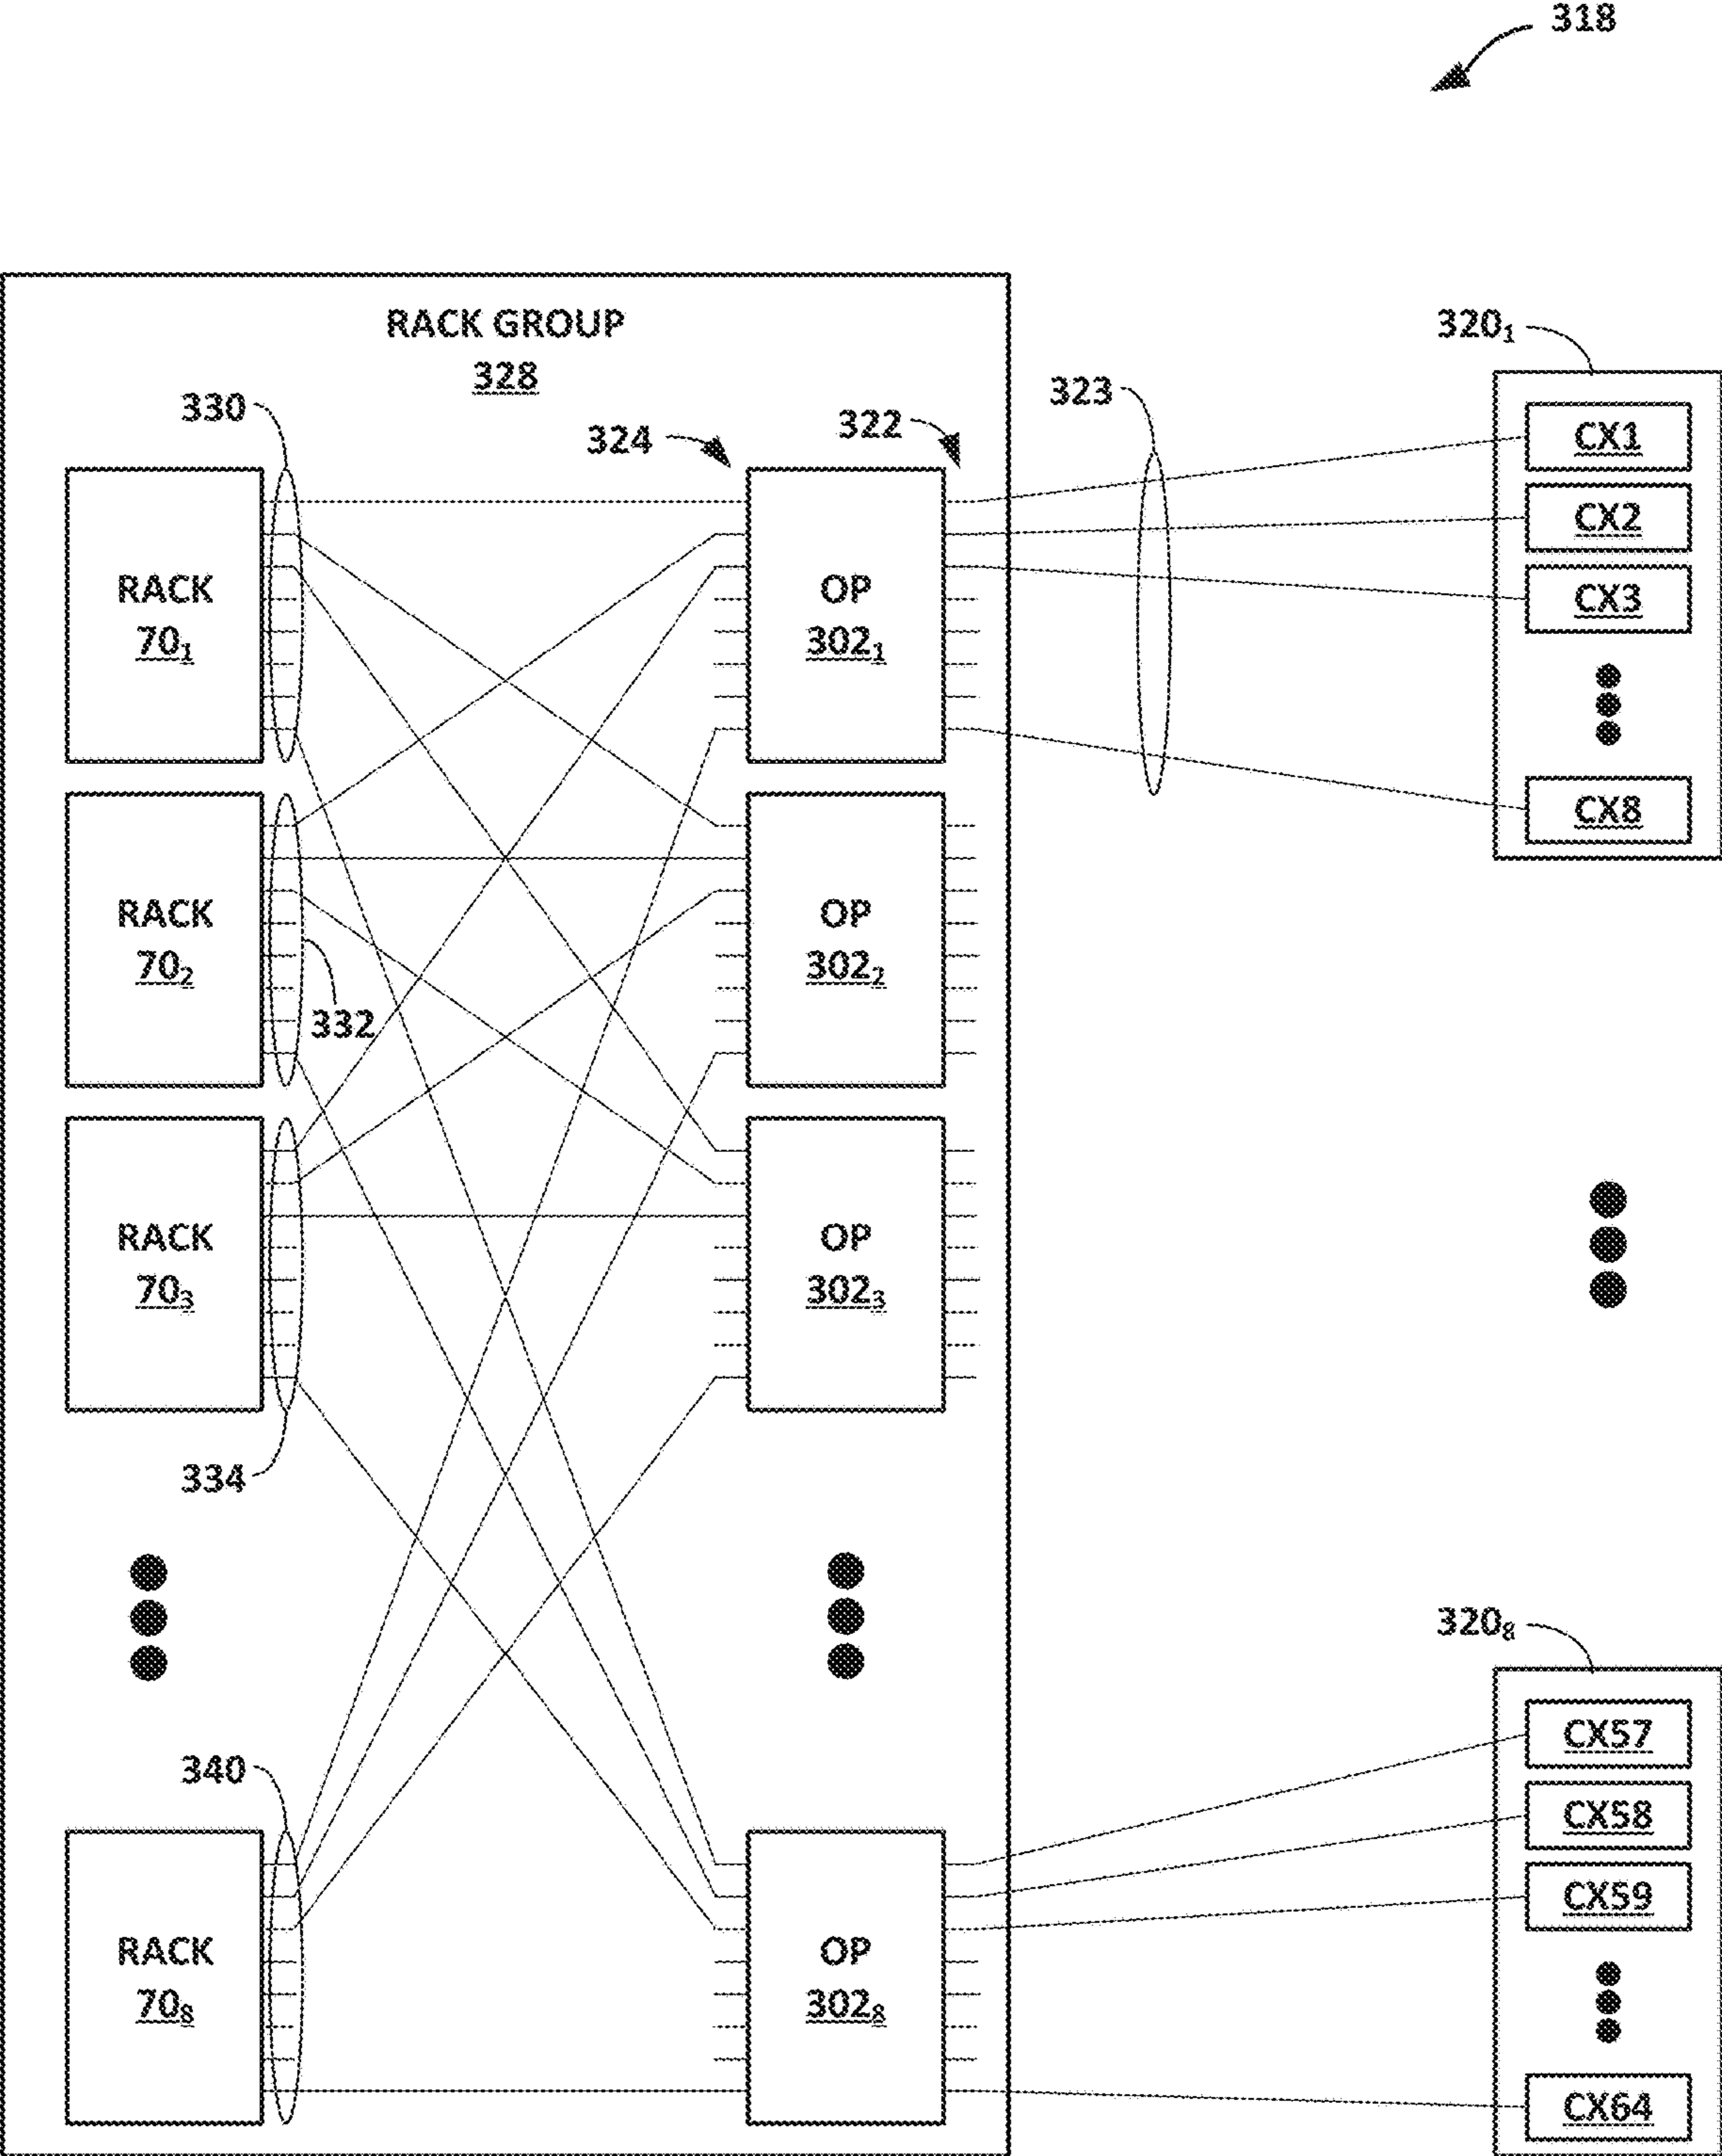 318
RACK GROUP
328
330
324
322
323
320₁
CX1
CX2
CX3
CX8
RACK
70₁
OP
302₁
RACK
70₂
332
OP
302₂
RACK
70₃
334
OP
302₃
320₈
CX57
CX58
CX59
CX64
340
RACK
70₈
OP
302₈